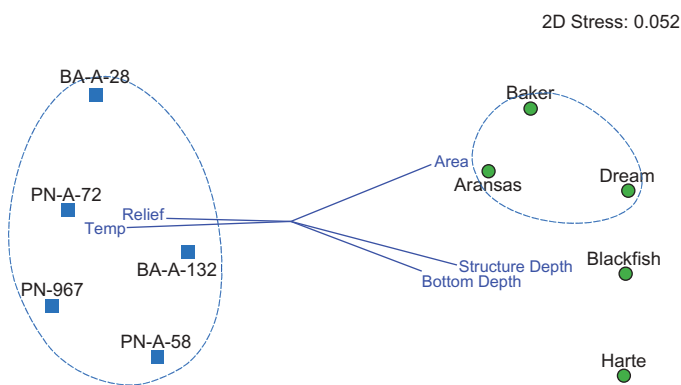 2D Stress: 0.052
BA-A-28
Baker
Area
Aransas
Dream
PN-A-72
Relief
Temp
BA-A-132
Structure Depth
Blackfish
Bottom Depth
PN-967
PN-A-58
Harte